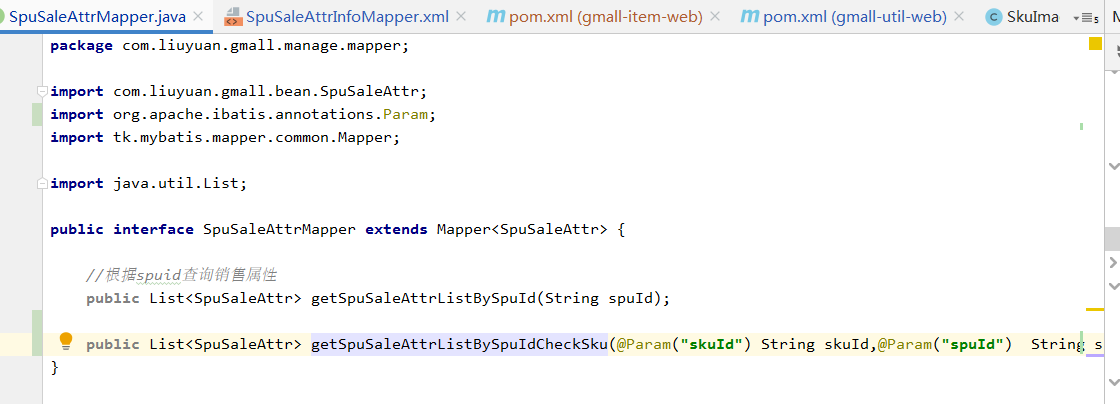 SpuSaleAttrMapper.java SpuSaleAttrInfoMapper.xml pom.xml (gmall-item-web) pom.xml (gmall-util-web) SkuIma 5 M
package com.liuyuan.gmall.manage.mapper;
import com.liuyuan.gmall.bean.SpuSaleAttr;
import org.apache.ibatis.annotations.Param;
import tk.mybatis.mapper.common.Mapper;
import java.util.List;
public interface SpuSaleAttrMapper extends Mapper<SpuSaleAttr> {
//根据spuid查询销售属性
public List<SpuSaleAttr> getSpuSaleAttrListBySpuId(String spuId);
public List<SpuSaleAttr> getSpuSaleAttrListBySpuIdCheckSku(@Param("skuId") String skuId,@Param("spuId")  String s
}